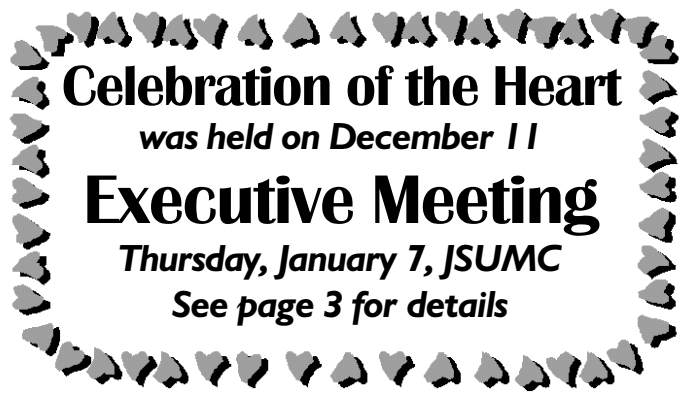 Celebration of the Heart
was held on December 11
Executive Meeting
Thursday, January 7, JSUMC
See page 3 for details